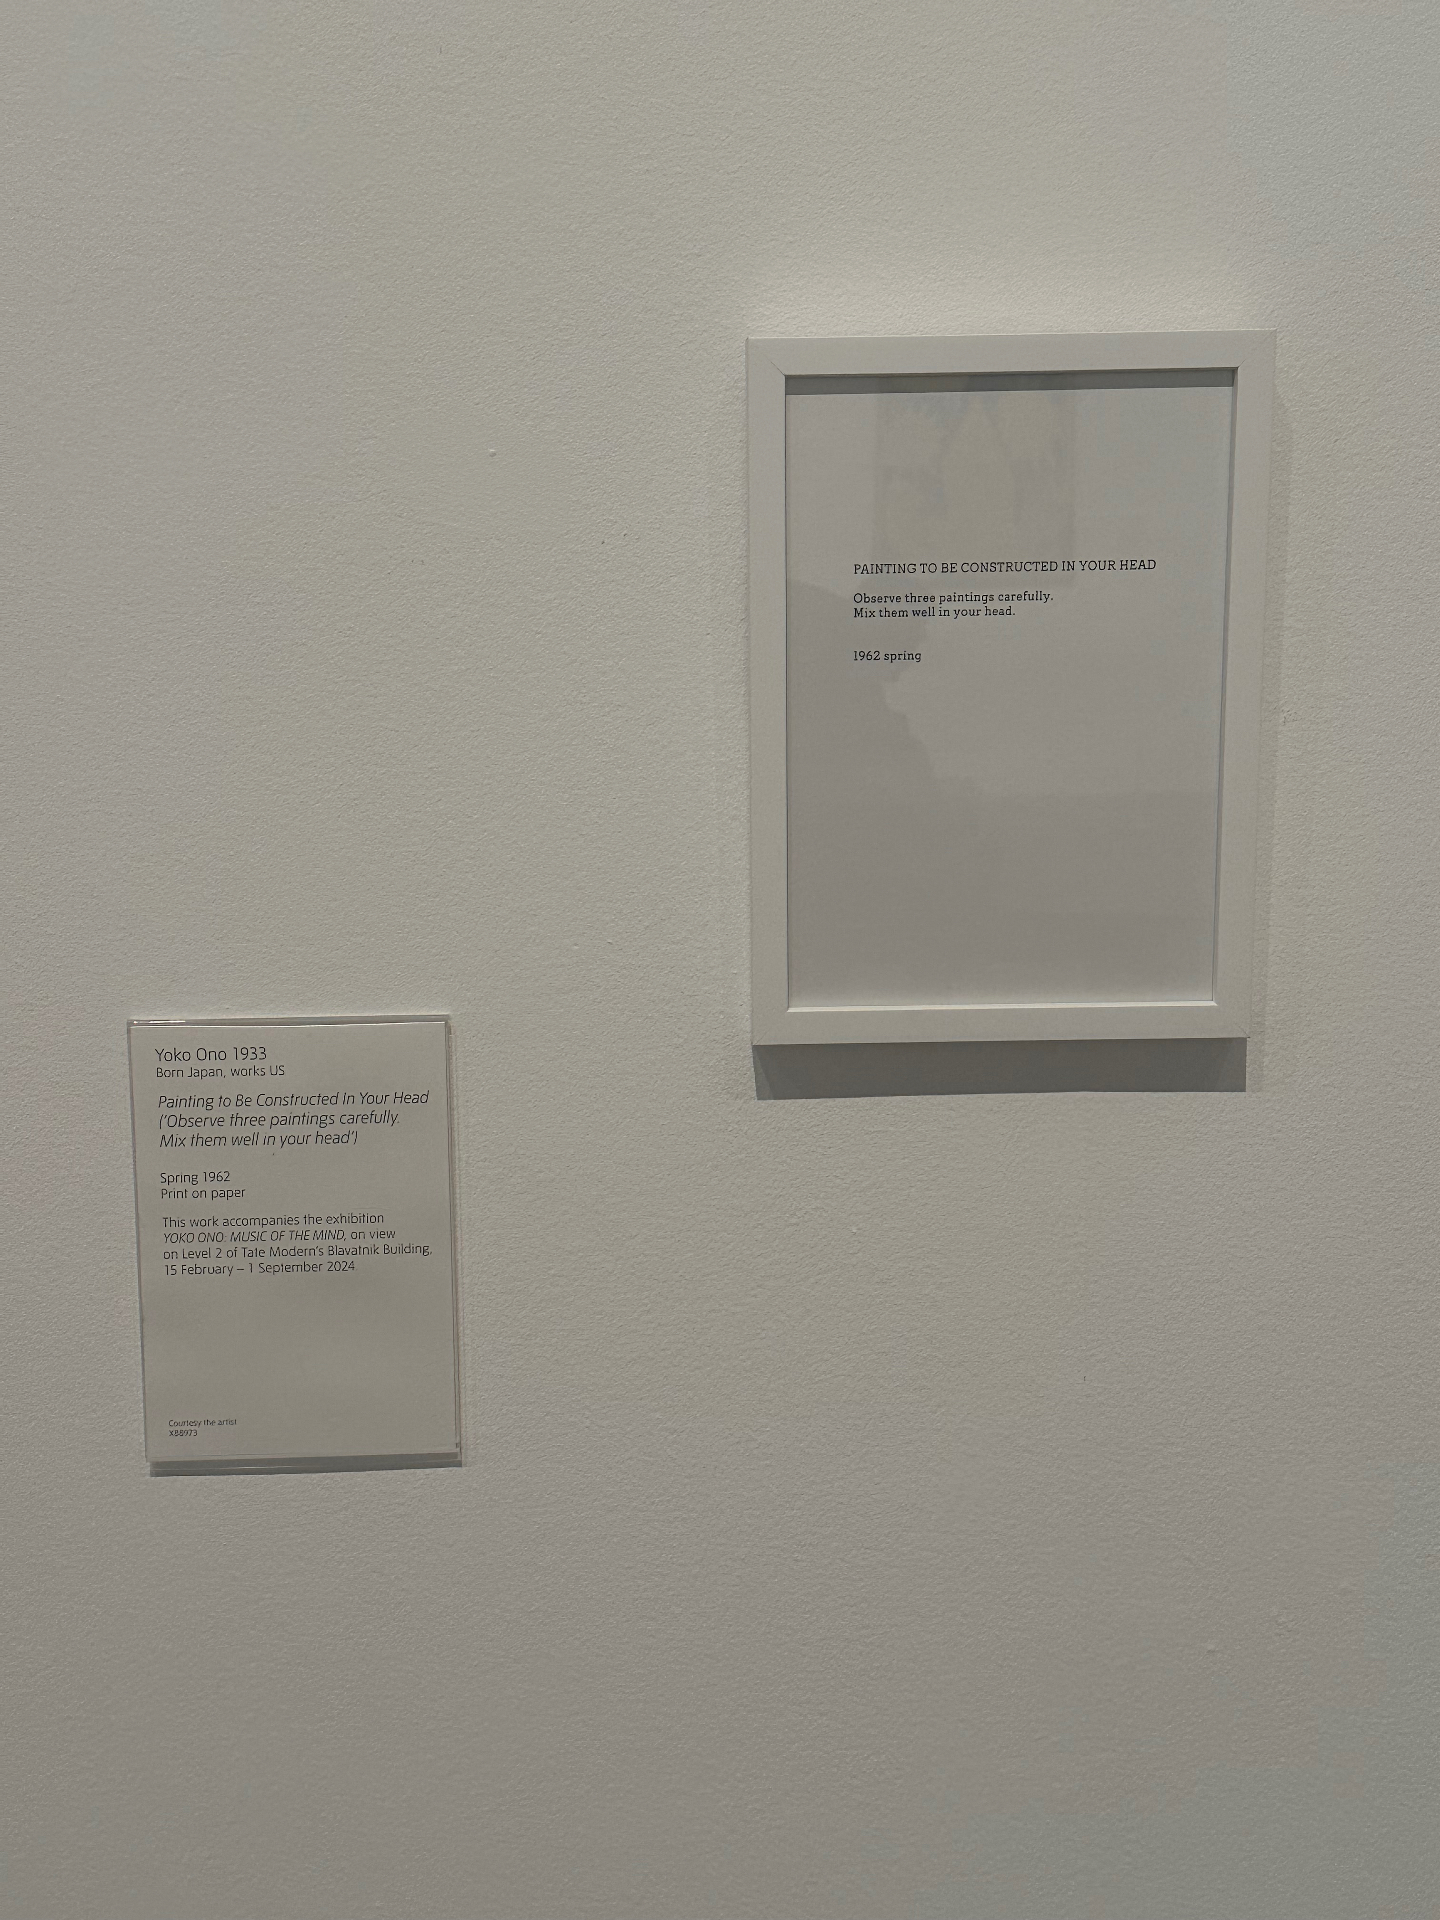 PAINTING TO BE CONSTRUCTED IN YOUR HEAD
Observe three paintings carefully.
Mix them well in your head.
1962 spring
Yoko Ono 1933
Born Japan, works US
Painting to Be Constructed In Your Head
(‘Observe three paintings carefully.
Mix them well in your head’)
Spring 1962
Print on paper
This work accompanies the exhibition
YOKO ONO: MUSIC OF THE MIND, on view
on Level 2 of Tate Modern’s Blavatnik Building,
15 February – 1 September 2024
Courtesy the artist
X88973